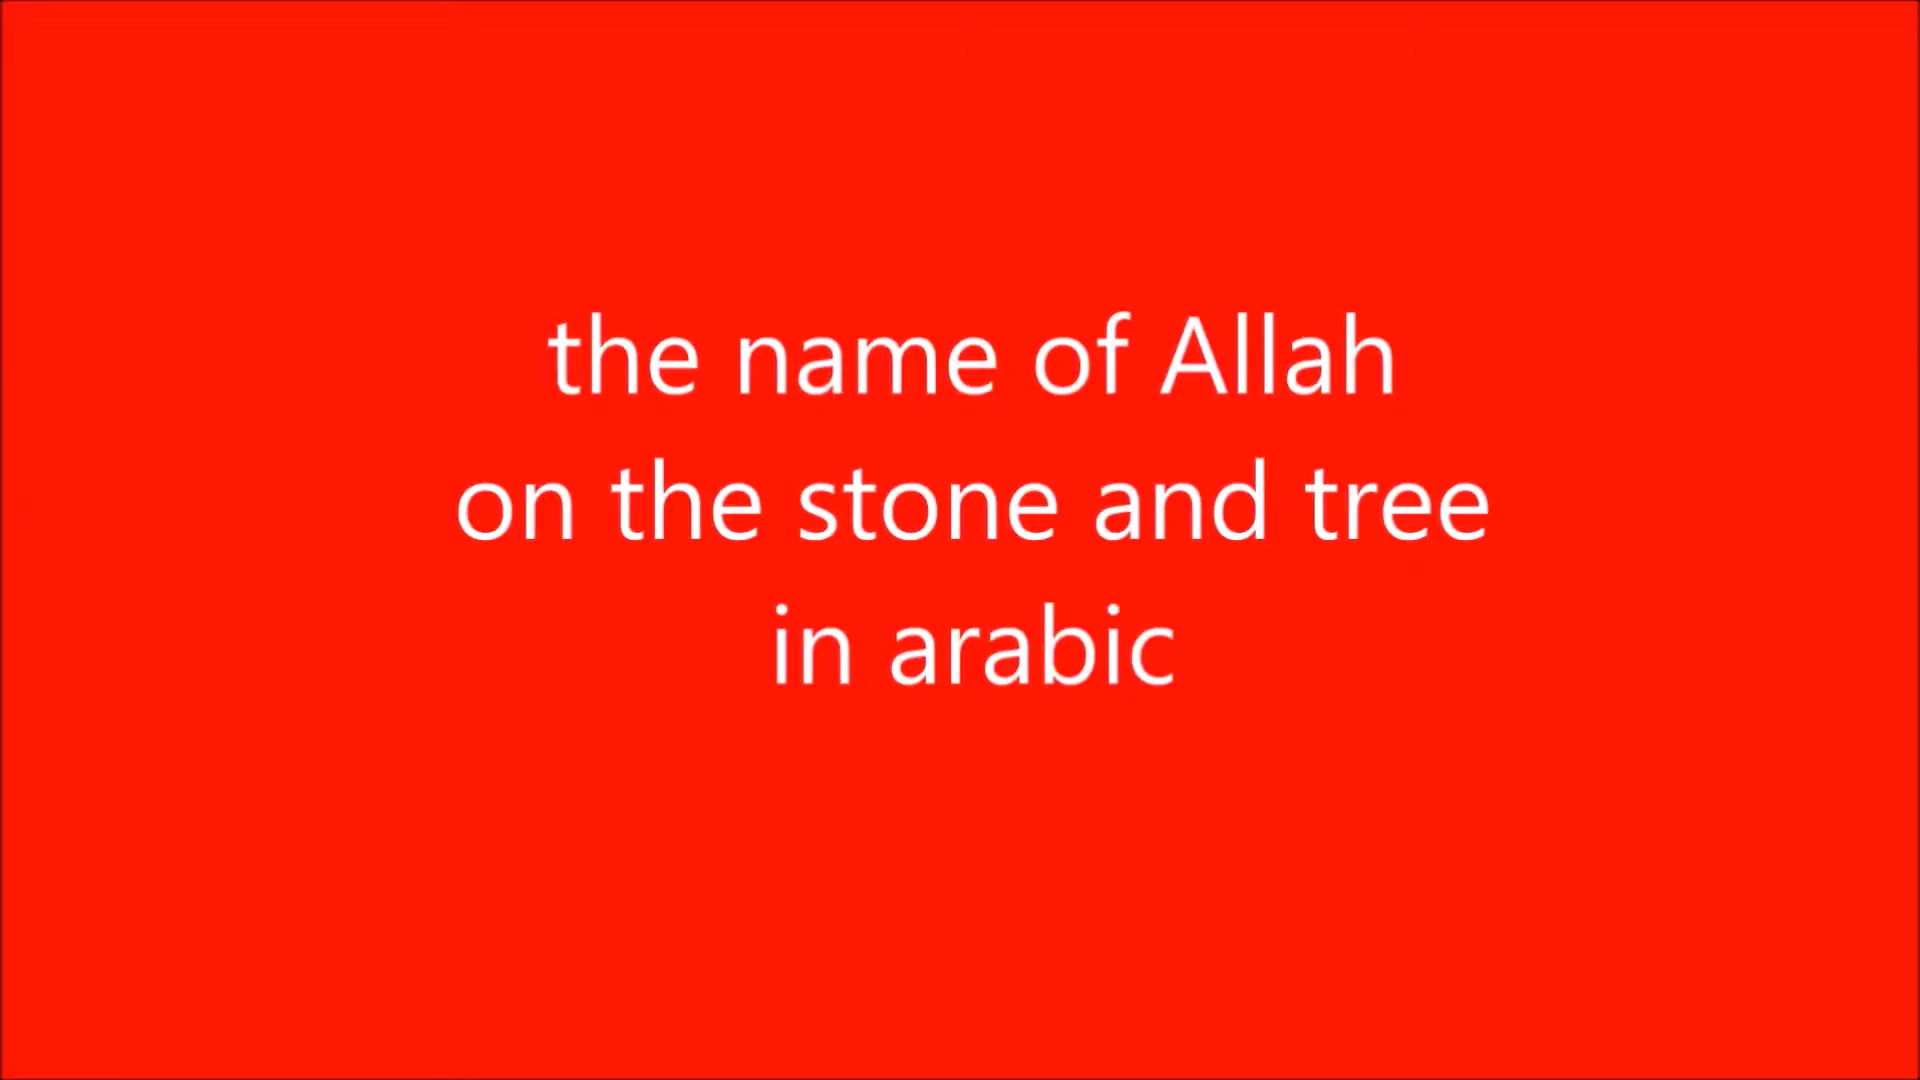 the name of Allah
on the stone and tree
in arabic